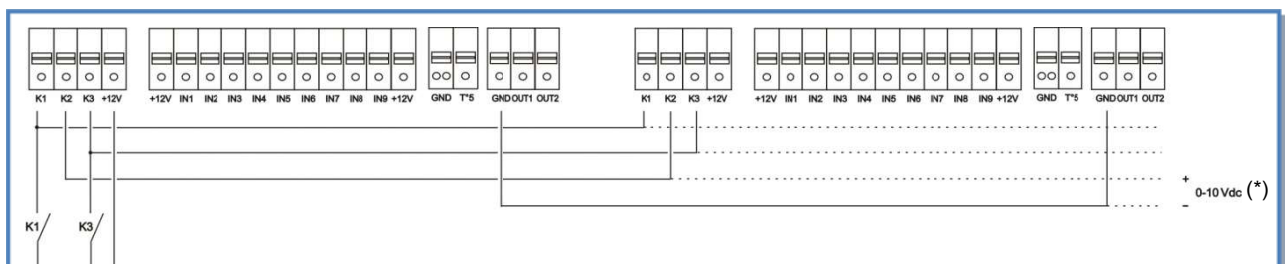 K1 K2 K3 +12V +12V IN1 IN2 IN3 IN4 IN5 IN6 IN7 IN8 IN9 +12V GND T°5 GND OUT1 OUT2 K1 K2 K3 +12V +12V IN1 IN2 IN3 IN4 IN5 IN6 IN7 IN8 IN9 +12V GND T°5 GND OUT1 OUT2
+
0-10 Vdc (*)
−
K1 K3